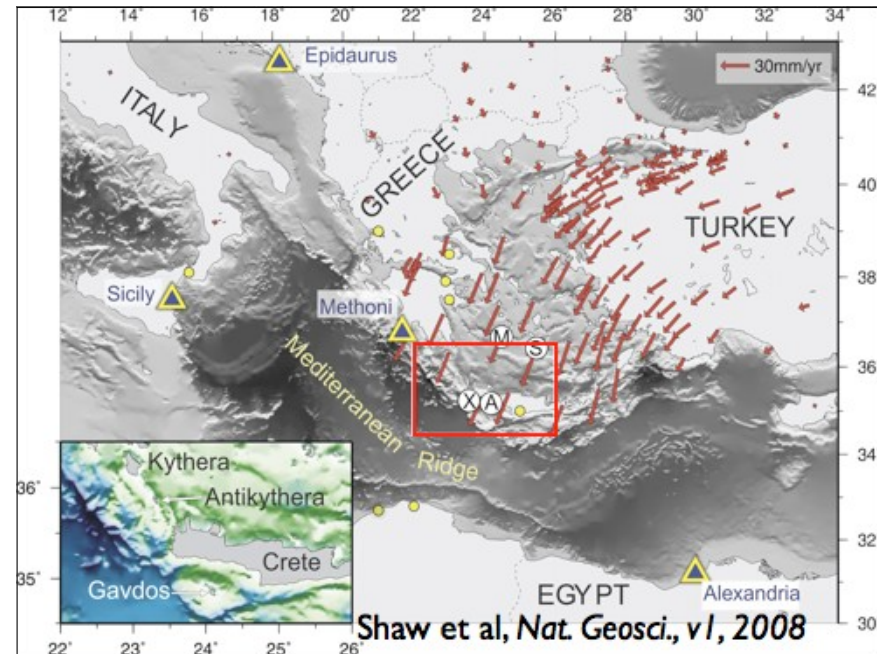 12° 14° 16° 18° 20° 22° 24° 26° 28° 30° 32° 34°
Epidaurus
30mm/yr
42
ITALY
GREECE
40
TURKEY
38
Sicily
Methoni
M
S
36
Mediterranean Ridge
X A
34
Kythera
36°
Antikythera
32
Crete
35°
Gavdos
EGYPT
Alexandria
30
22° 23° 24° 25° 26°
Shaw et al, Nat. Geosci., v1, 2008